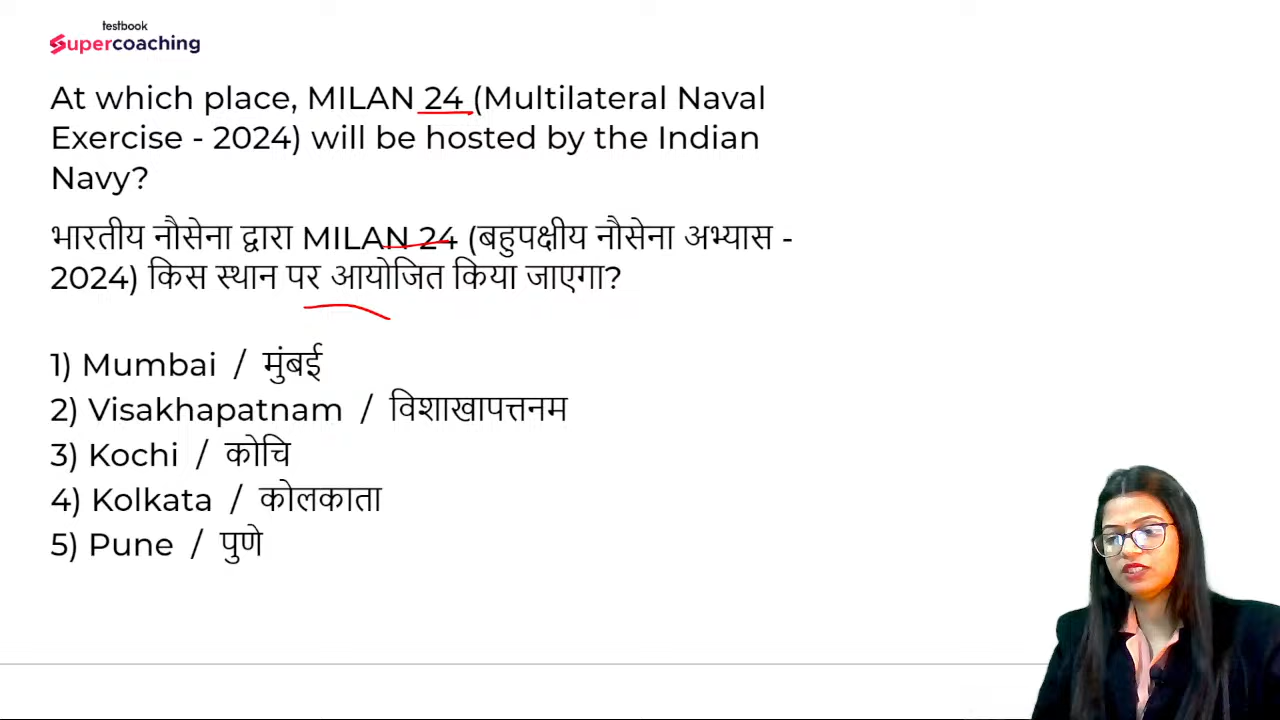 testbook
Supercoaching
At which place, MILAN 24 (Multilateral Naval
Exercise - 2024) will be hosted by the Indian
Navy?
भारतीय नौसेना द्वारा MILAN 24 (बहुपक्षीय नौसेना अभ्यास -
2024) किस स्थान पर आयोजित किया जाएगा?
1) Mumbai / मुंबई
2) Visakhapatnam / विशाखापत्तनम
3) Kochi / कोचि
4) Kolkata / कोलकाता
5) Pune / पुणे